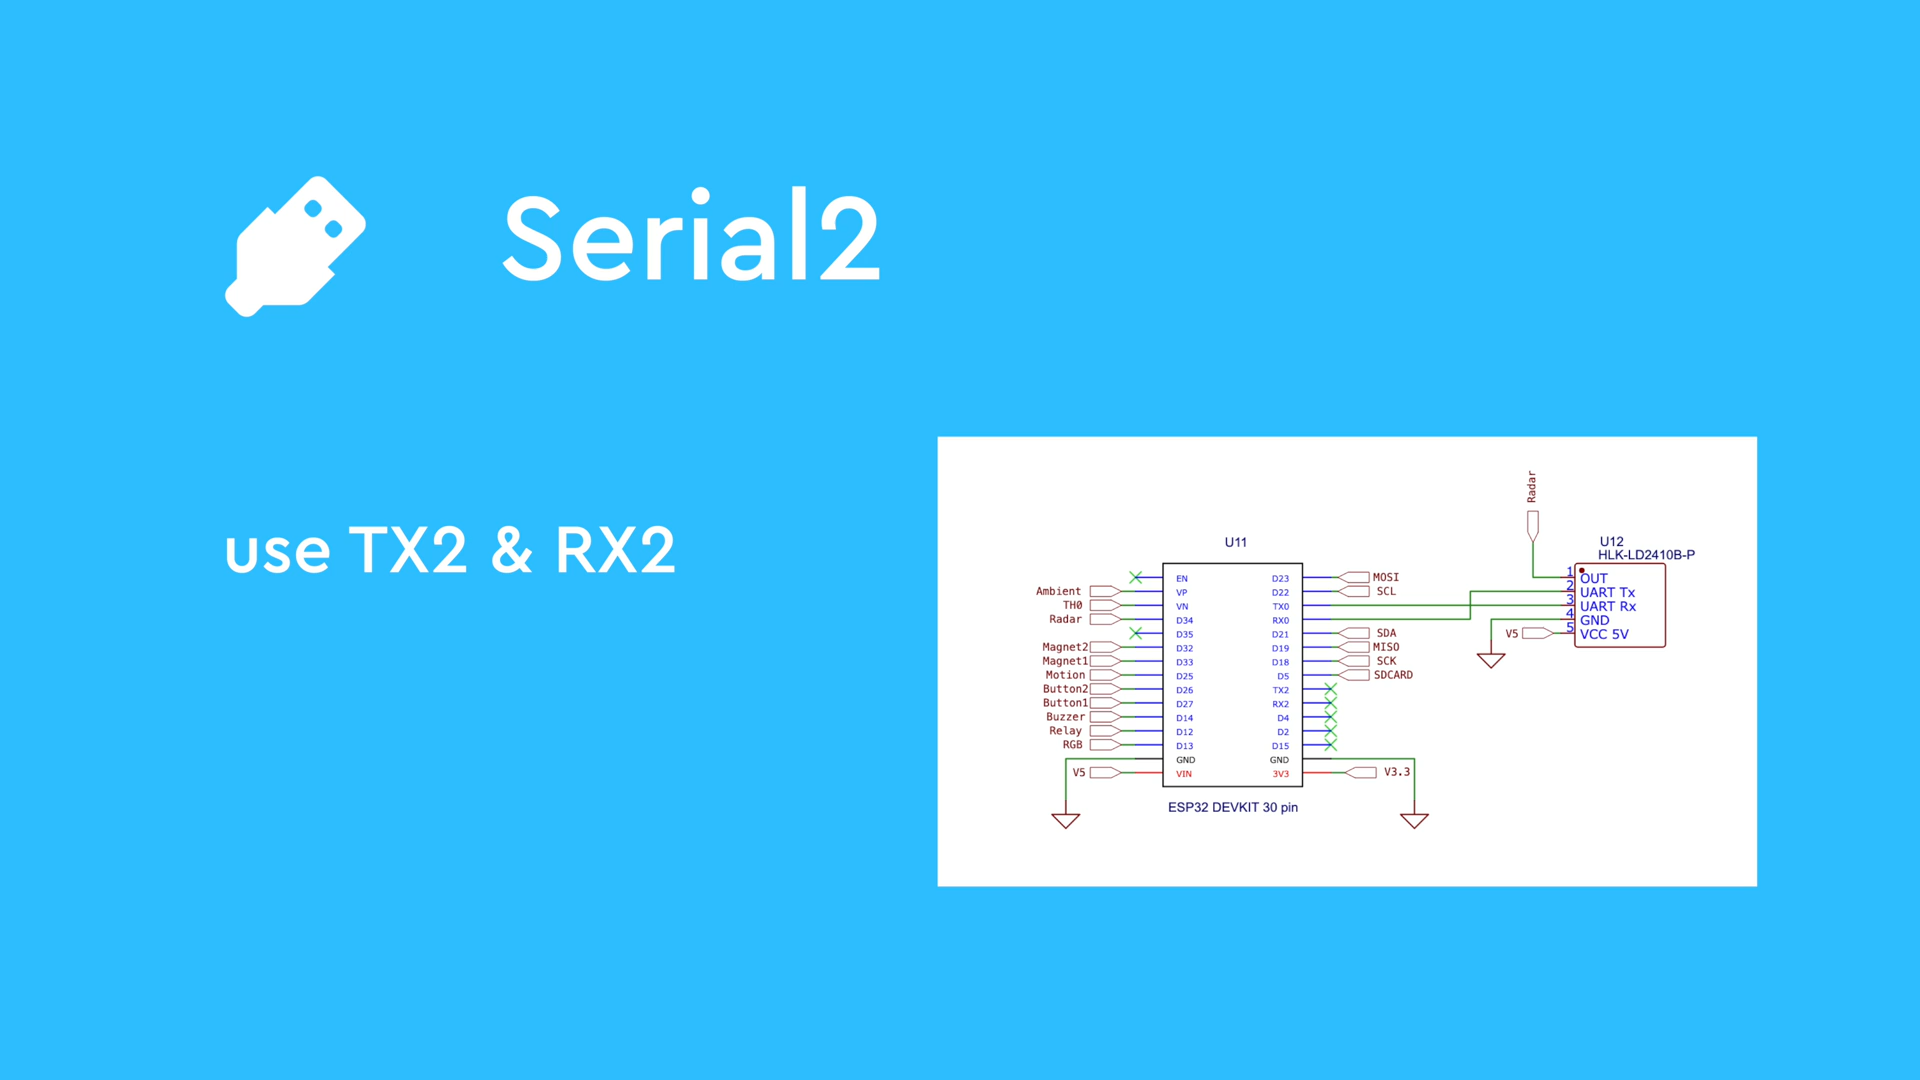 Serial2
use TX2 & RX2
Radar
U11
U12
HLK-LD2410B-P
EN D23 MOSI
Ambient VP D22 SCL
TH0 VN TX0
Radar D34 RX0
D35 D21 SDA
Magnet2 D32 D19 MISO
Magnet1 D33 D18 SCK
Motion D25 D5 SDCARD
Button2 D26 TX2
Button1 D27 RX2
Buzzer D14 D4
Relay D12 D2
RGB D13 D15
GND GND
V5 VIN 3V3 V3.3
ESP32 DEVKIT 30 pin
1 OUT
2 UART Tx
3 UART Rx
4 GND
V5 5 VCC 5V